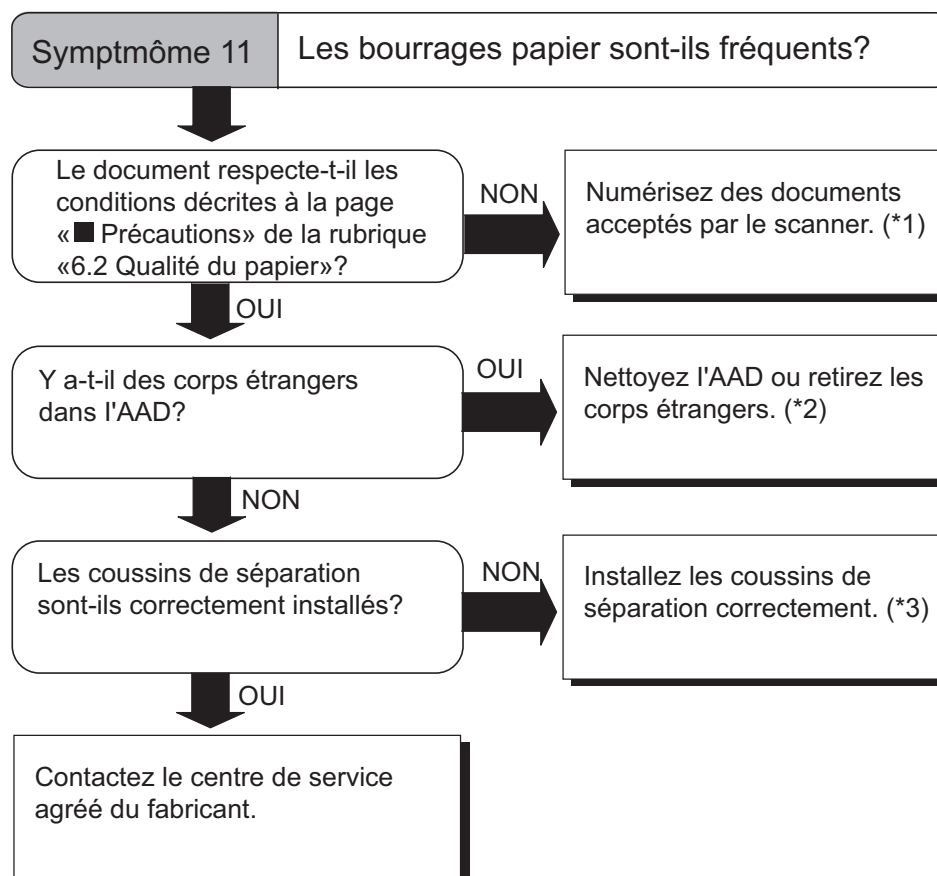 Symptmôme 11
Les bourrages papier sont-ils fréquents?
Le document respecte-t-il les
conditions décrites à la page
«■ Précautions» de la rubrique
«6.2 Qualité du papier»?
NON
Numérisez des documents
acceptés par le scanner. (*1)
OUI
Y a-t-il des corps étrangers
dans l'AAD?
OUI
Nettoyez l'AAD ou retirez les
corps étrangers. (*2)
NON
Les coussins de séparation
sont-ils correctement installés?
NON
Installez les coussins de
séparation correctement. (*3)
OUI
Contactez le centre de service
agréé du fabricant.